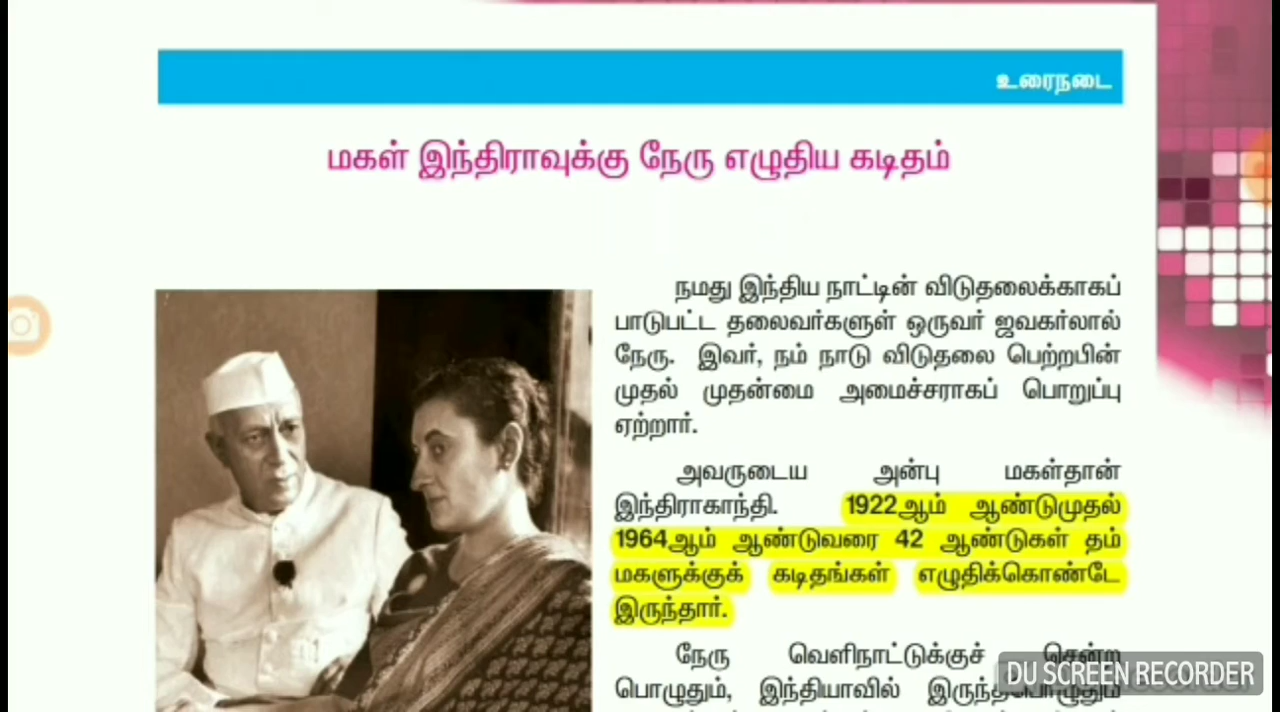 உரைநடை
மகள் இந்திராவுக்கு நேரு எழுதிய கடிதம்
நமது இந்திய நாட்டின் விடுதலைக்காகப்
பாடுபட்ட தலைவர்களுள் ஒருவர் ஜவகர்லால்
நேரு. இவர், நம் நாடு விடுதலை பெற்றபின்
முதல் முதன்மை அமைச்சராகப் பொறுப்பு
ஏற்றார்.
அவருடைய அன்பு மகள்தான்
இந்திராகாந்தி. 1922ஆம் ஆண்டுமுதல்
1964ஆம் ஆண்டுவரை 42 ஆண்டுகள் தம்
மகளுக்குக் கடிதங்கள் எழுதிக்கொண்டே
இருந்தார்.
நேரு வெளிநாட்டுக்குச் சென்ற
பொழுதும், இந்தியாவில் இருந்தபொழுதும்
DU SCREEN RECORDER